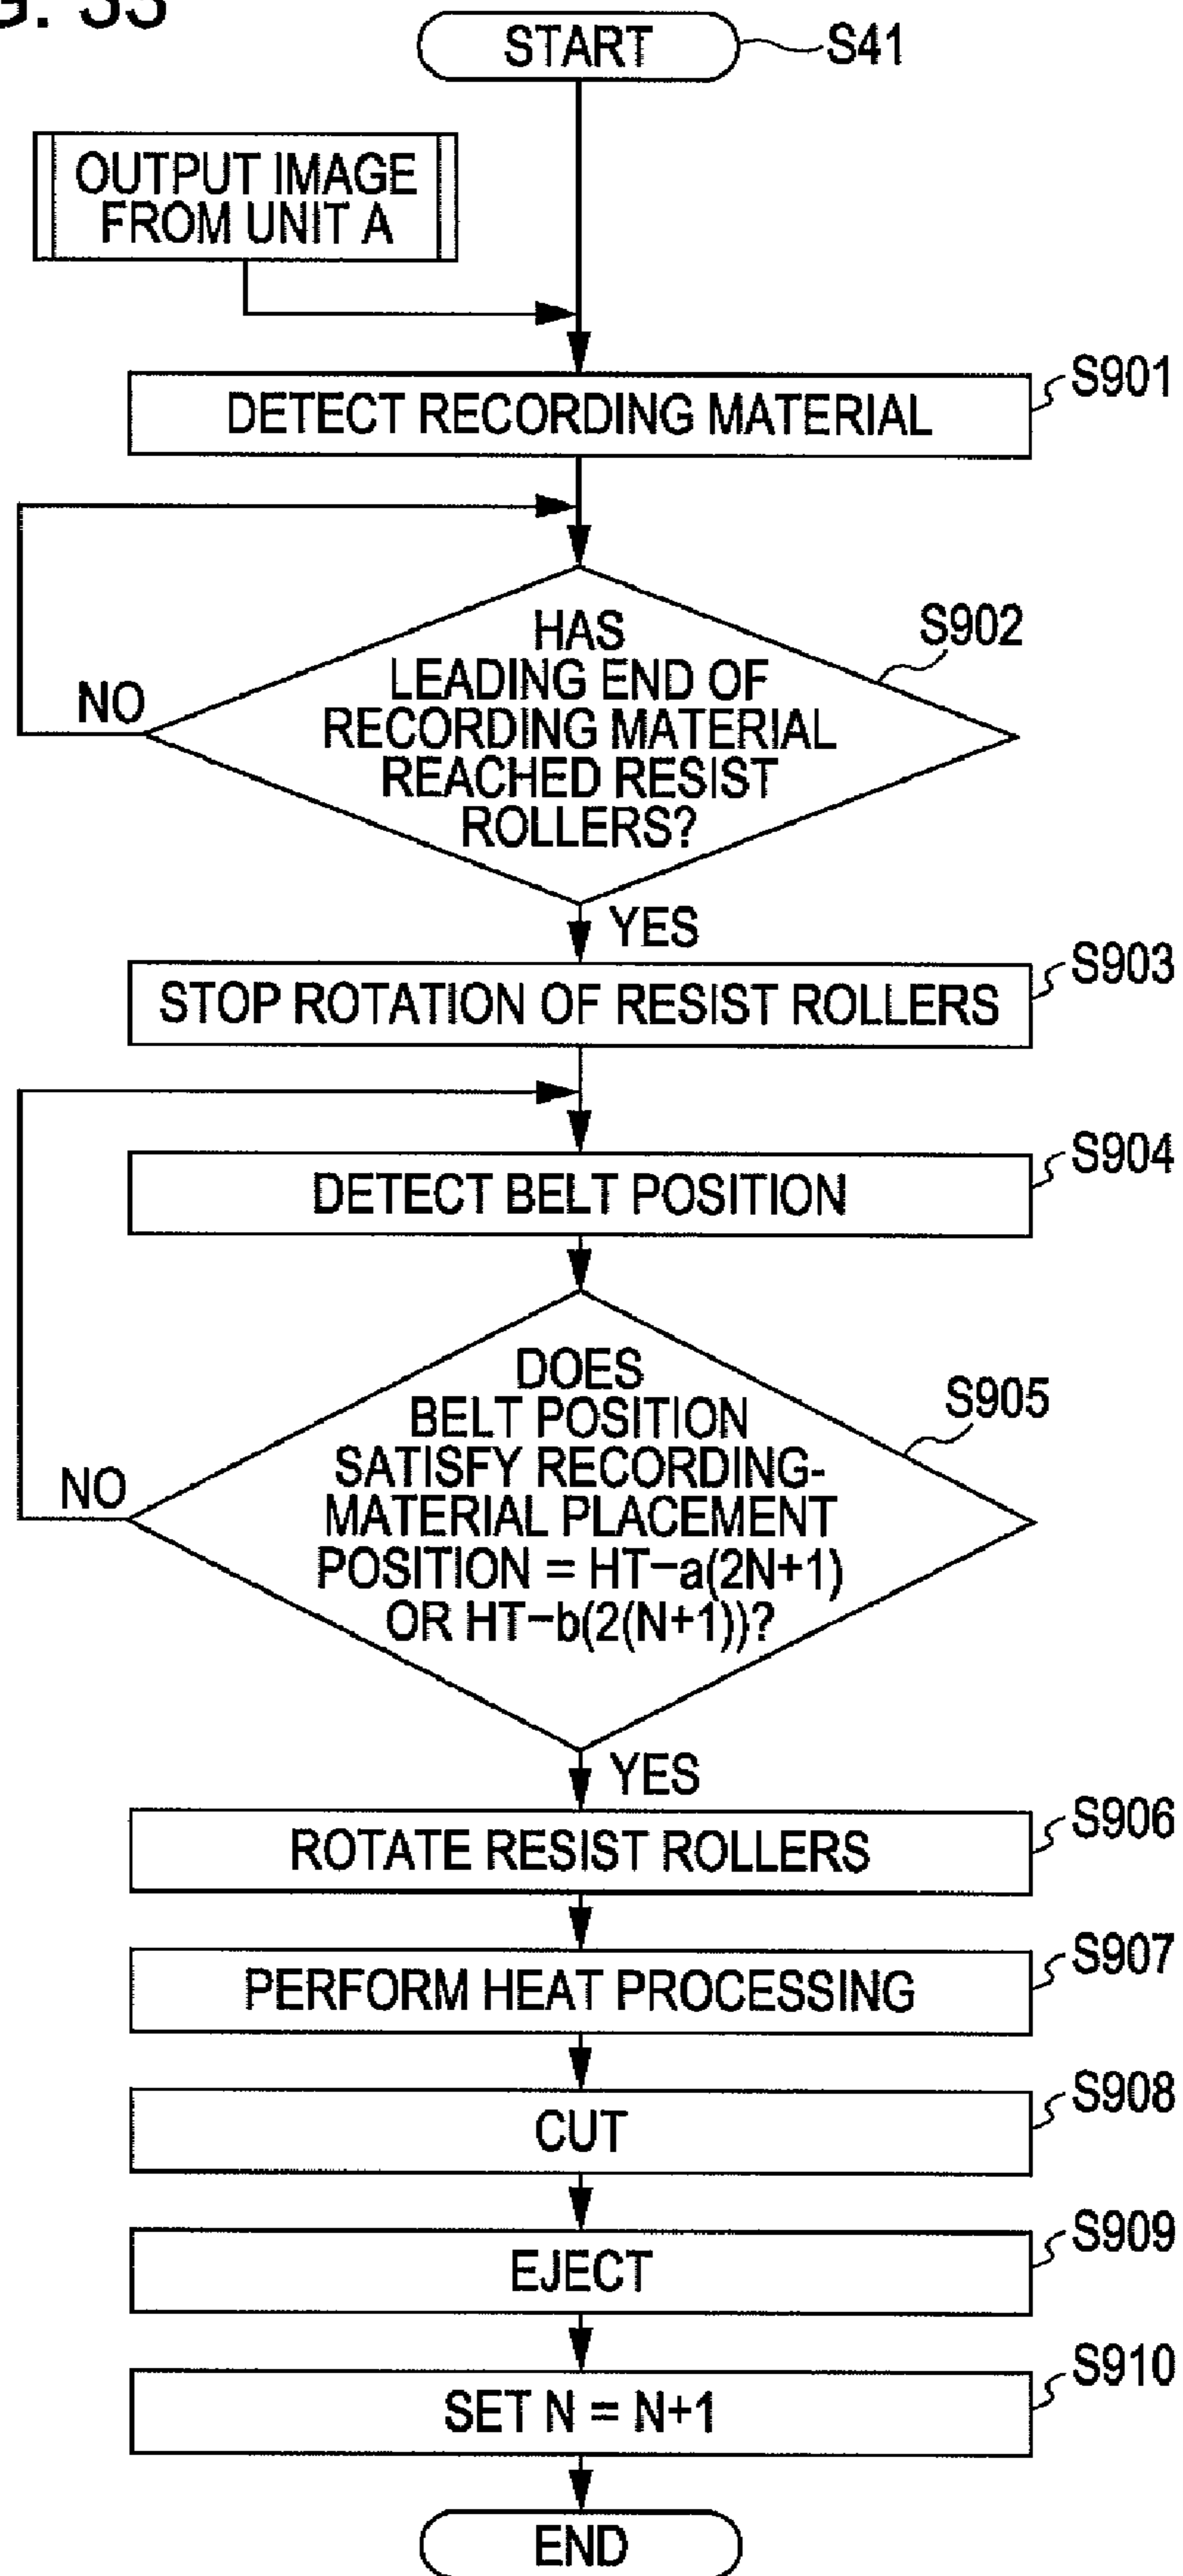 G. 33
START
S41
OUTPUT IMAGE
FROM UNIT A
S901
DETECT RECORDING MATERIAL
S902
HAS
LEADING END OF
RECORDING MATERIAL
REACHED RESIST
ROLLERS?
NO
YES
S903
STOP ROTATION OF RESIST ROLLERS
S904
DETECT BELT POSITION
S905
DOES
BELT POSITION
SATISFY RECORDING-
MATERIAL PLACEMENT
POSITION = HT−a(2N+1)
OR HT−b(2(N+1))?
NO
YES
S906
ROTATE RESIST ROLLERS
S907
PERFORM HEAT PROCESSING
S908
CUT
S909
EJECT
S910
SET N = N+1
END